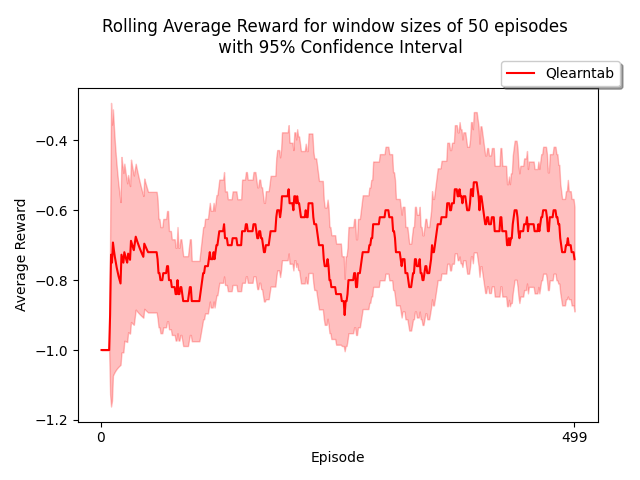 Rolling Average Reward for window sizes of 50 episodes
with 95% Confidence Interval
Qlearntab
Average Reward
−0.4
−0.6
−0.8
−1.0
−1.2
0
499
Episode